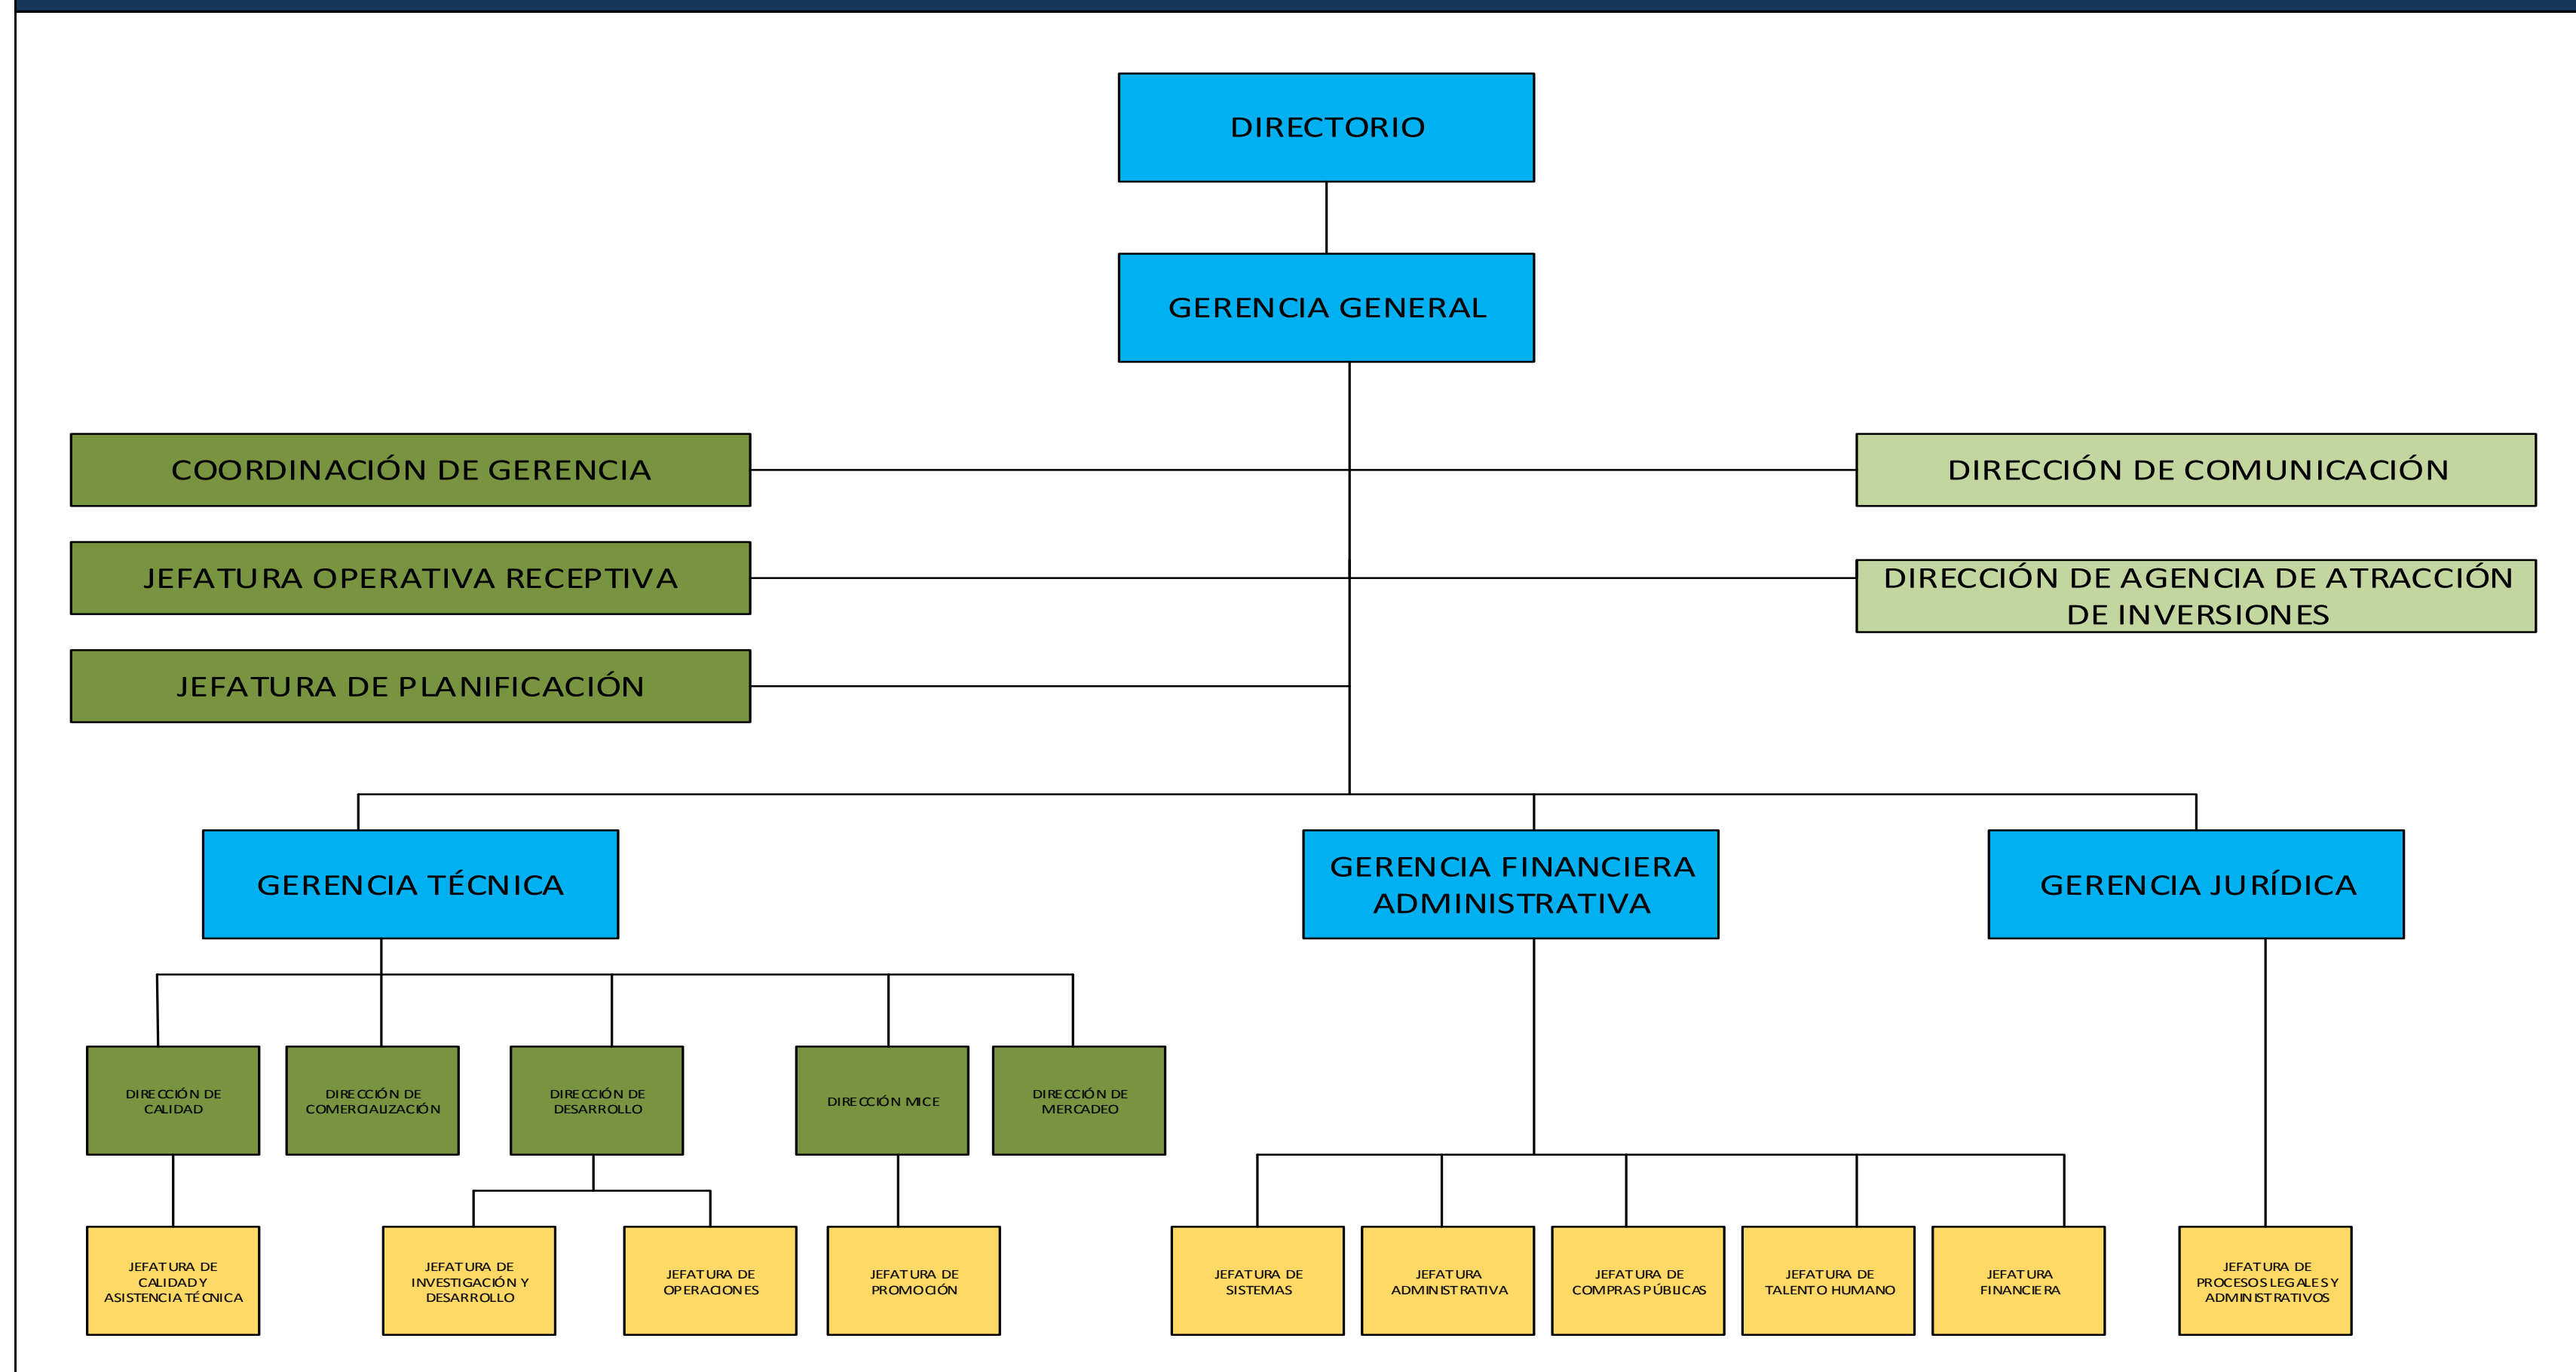 DIRECTORIO
GERENCIA GENERAL
COORDINACIÓN DE GERENCIA
DIRECCIÓN DE COMUNICACIÓN
JEFATURA OPERATIVA RECEPTIVA
DIRECCIÓN DE AGENCIA DE ATRACCIÓN
DE INVERSIONES
JEFATURA DE PLANIFICACIÓN
GERENCIA TÉCNICA
GERENCIA FINANCIERA
ADMINISTRATIVA
GERENCIA JURÍDICA
DIRECCIÓN DE
CALIDAD
DIRECCIÓN DE
COMERCIALIZACIÓN
DIRECCIÓN DE
DESARROLLO
DIRECCIÓN MICE
DIRECCIÓN DE
MERCADEO
JEFATURA DE
CALIDAD Y
ASISTENCIA TÉCNICA
JEFATURA DE
INVESTIGACIÓN Y
DESARROLLO
JEFATURA DE
OPERACIONES
JEFATURA DE
PROMOCIÓN
JEFATURA DE
SISTEMAS
JEFATURA
ADMINISTRATIVA
JEFATURA DE
COMPRAS PÚBLICAS
JEFATURA DE
TALENTO HUMANO
JEFATURA
FINANCIERA
JEFATURA DE
PROCESOS LEGALES Y
ADMINISTRATIVOS